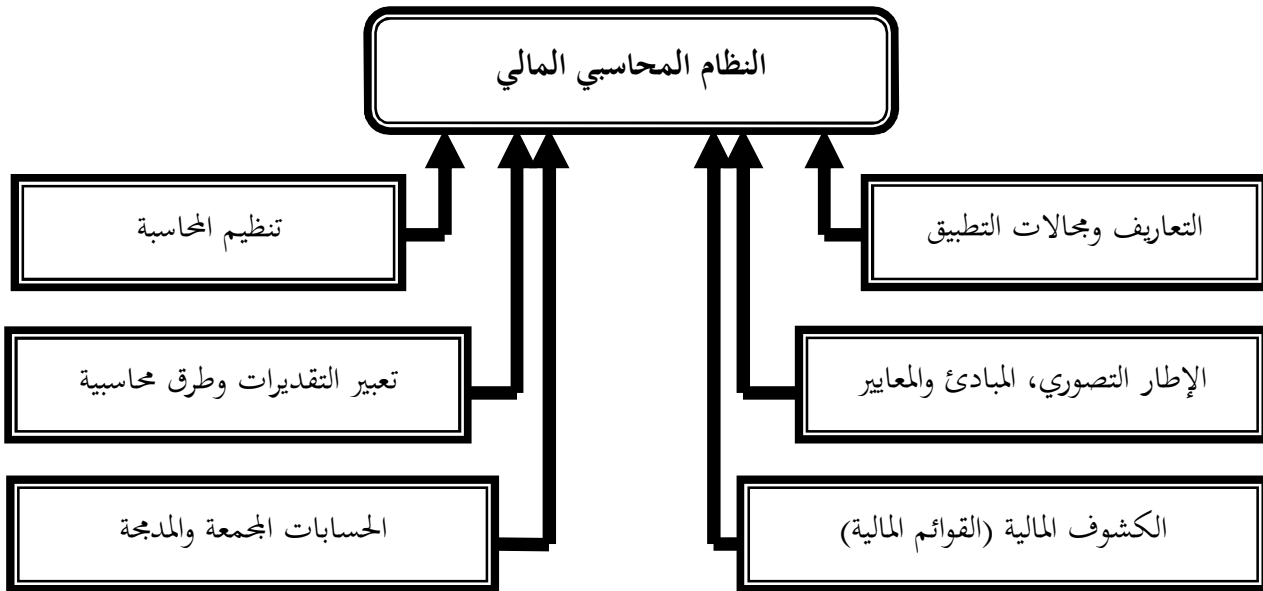 النظام المحاسبي المالي
التعاريف ومجالات التطبيق
تنظيم المحاسبة
الإطار التصوري، المبادئ والمعايير
تعبير التقديرات وطرق محاسبية
الكشوف المالية (القوائم المالية)
الحسابات المجمعة والمدمجة